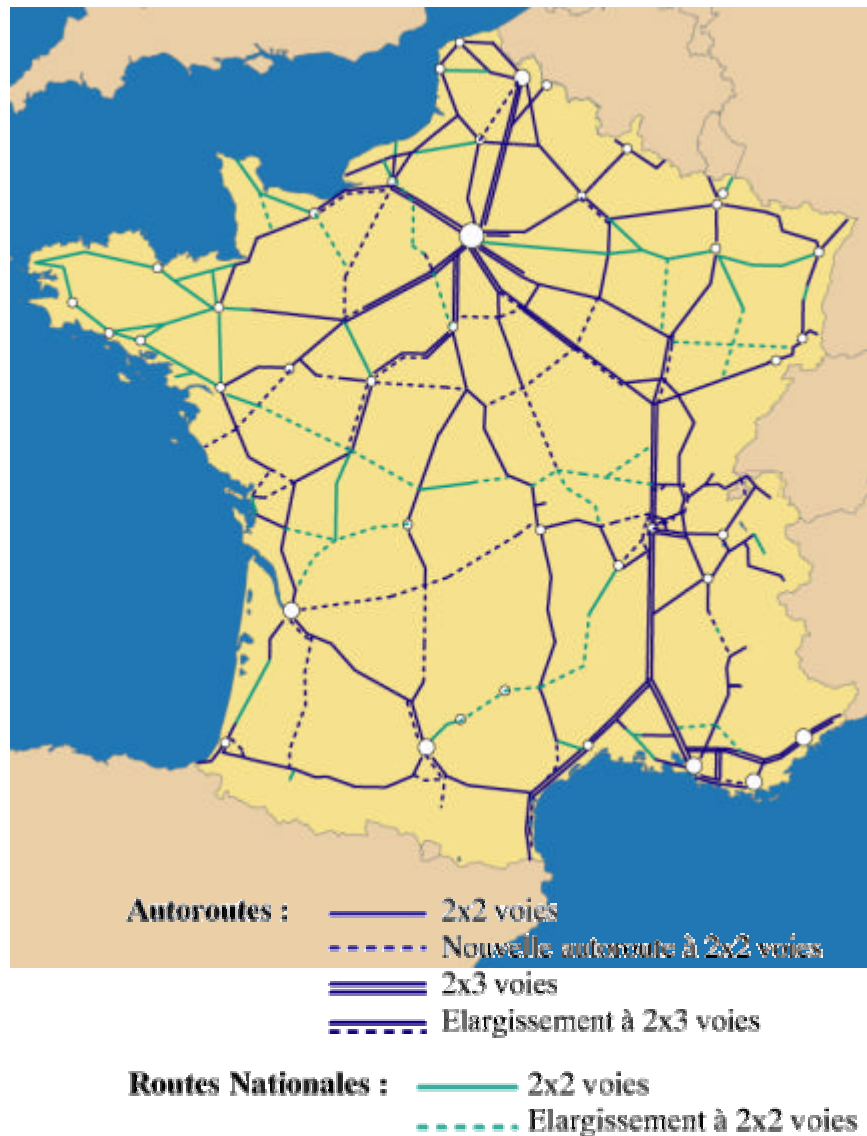 Autoroutes : 2x2 voies
Nouvelle autoroute à 2x2 voies
2x3 voies
Elargissement à 2x3 voies
Routes Nationales : 2x2 voies
Elargissement à 2x2 voies